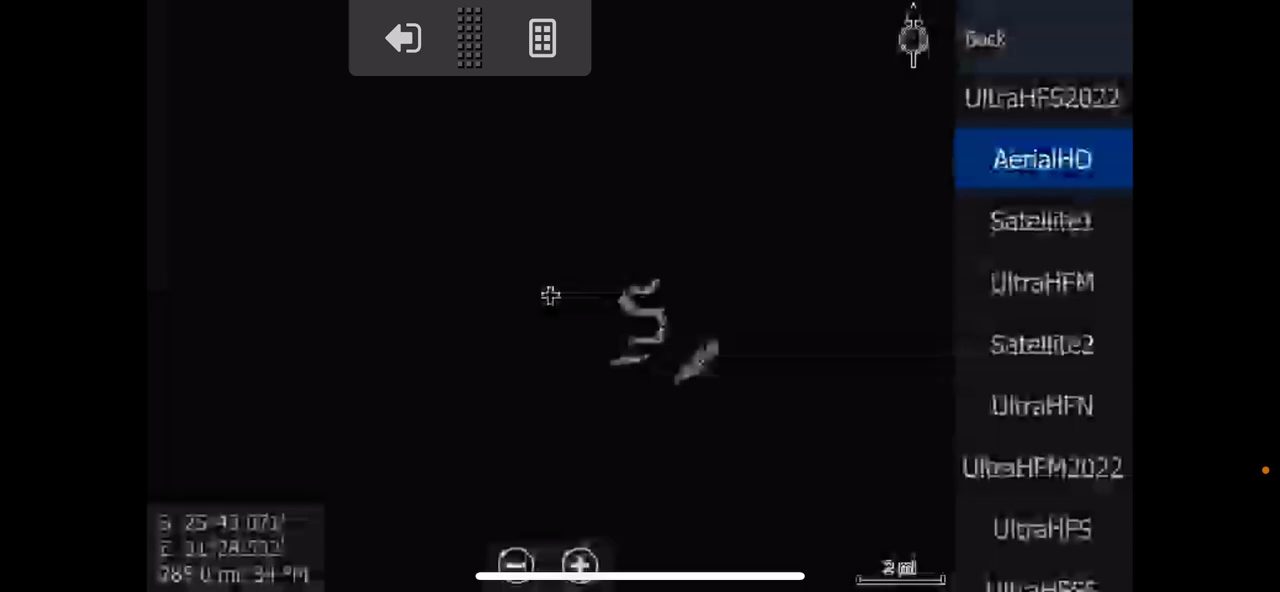 Back
UltraHFS2022
AerialHD
Satellite1
UltraHFM
Satellite2
UltraHFN
UltraHFM2022
UltraHFS
2 mi